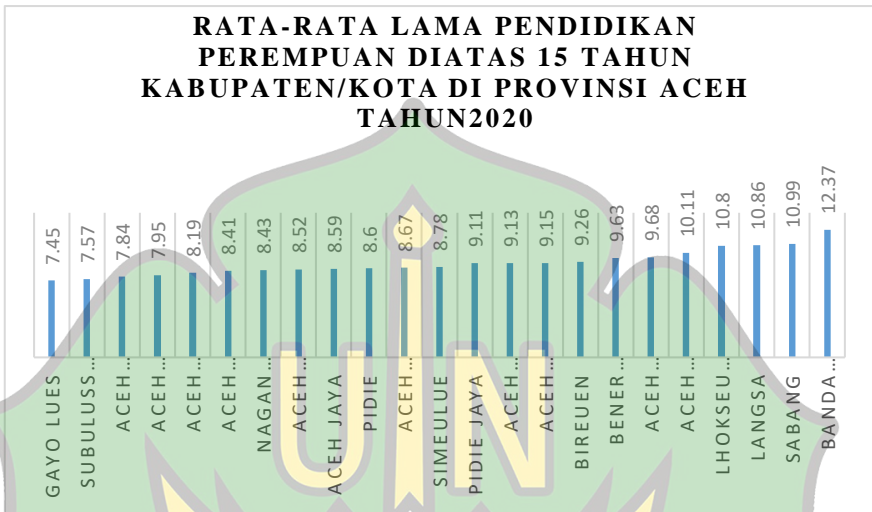 RATA-RATA LAMA PENDIDIKAN
PEREMPUAN DIATAS 15 TAHUN
KABUPATEN/KOTA DI PROVINSI ACEH
TAHUN2020
7.45
7.57
7.84
7.95
8.19
8.41
8.43
8.52
8.59
8.6
8.67
8.78
9.11
9.13
9.15
9.26
9.63
9.68
10.11
10.8
10.86
10.99
12.37
GAYO LUES
SUBULUSS…
ACEH…
ACEH…
ACEH…
ACEH…
NAGAN…
ACEH…
ACEH JAYA
PIDIE
ACEH…
SIMEULUE
PIDIE JAYA
ACEH…
ACEH…
BIREUEN
BENER…
ACEH…
ACEH…
LHOKSEU…
LANGSA
SABANG
BANDA…
UIN